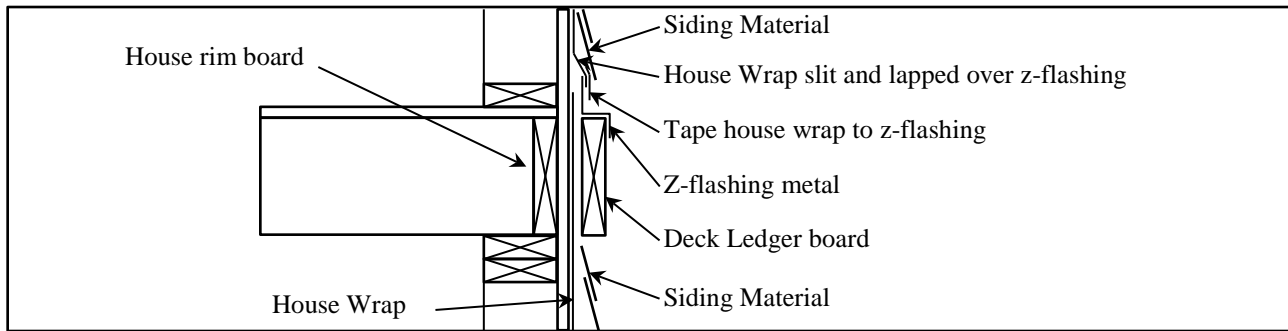 Siding Material
House rim board
House Wrap slit and lapped over z-flashing
Tape house wrap to z-flashing
Z-flashing metal
Deck Ledger board
House Wrap
Siding Material